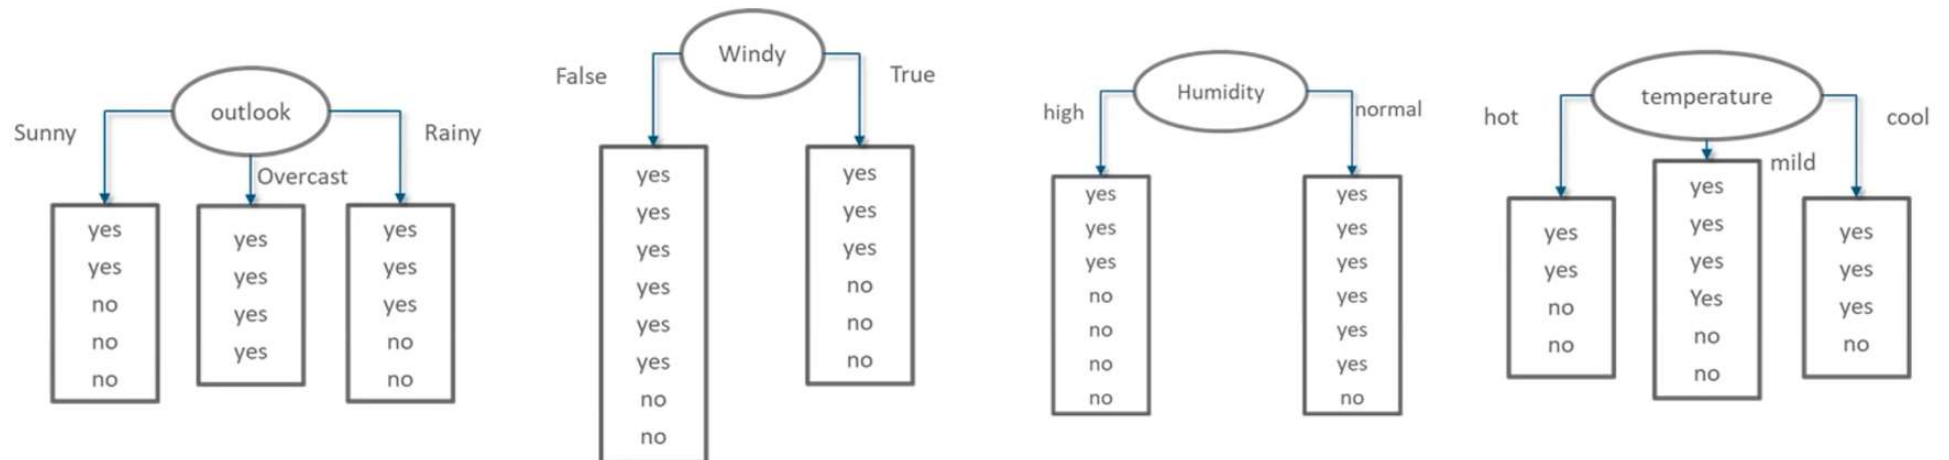 outlook
Sunny
Overcast
Rainy
yes
yes
no
no
no
yes
yes
yes
yes
yes
yes
yes
no
no
Windy
False
True
yes
yes
yes
yes
yes
yes
no
no
yes
yes
yes
no
no
no
Humidity
high
normal
yes
yes
yes
no
no
no
no
yes
yes
yes
yes
yes
yes
no
temperature
hot
mild
cool
yes
yes
no
no
yes
yes
yes
Yes
no
no
yes
yes
yes
no